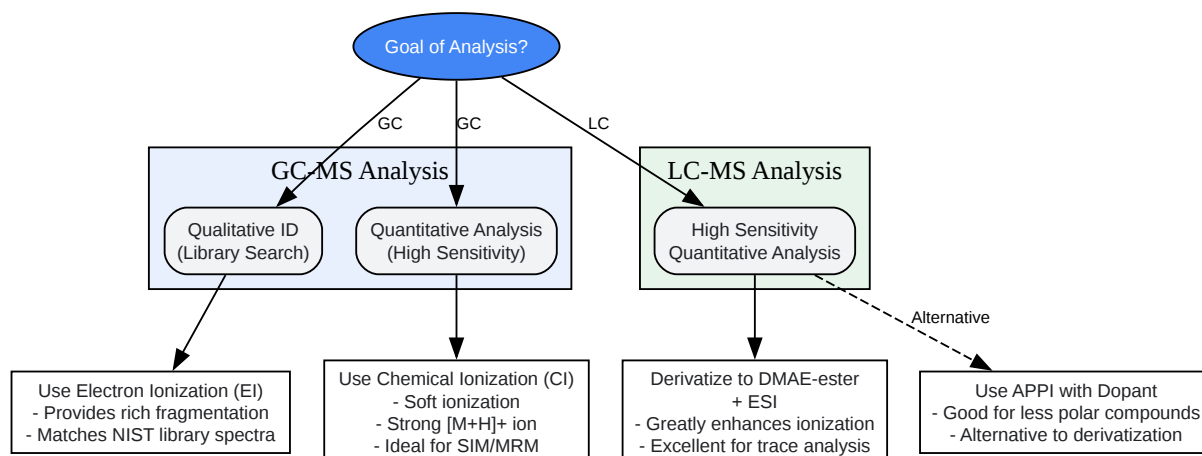 Goal of Analysis?
GC
GC
LC
GC-MS Analysis
LC-MS Analysis
Qualitative ID
(Library Search)
Quantitative Analysis
(High Sensitivity)
High Sensitivity
Quantitative Analysis
Alternative
Use Electron Ionization (EI)
- Provides rich fragmentation
- Matches NIST library spectra
Use Chemical Ionization (CI)
- Soft ionization
- Strong [M+H]+ ion
- Ideal for SIM/MRM
Derivatize to DMAE-ester
+ ESI
- Greatly enhances ionization
- Excellent for trace analysis
Use APPI with Dopant
- Good for less polar compounds
- Alternative to derivatization